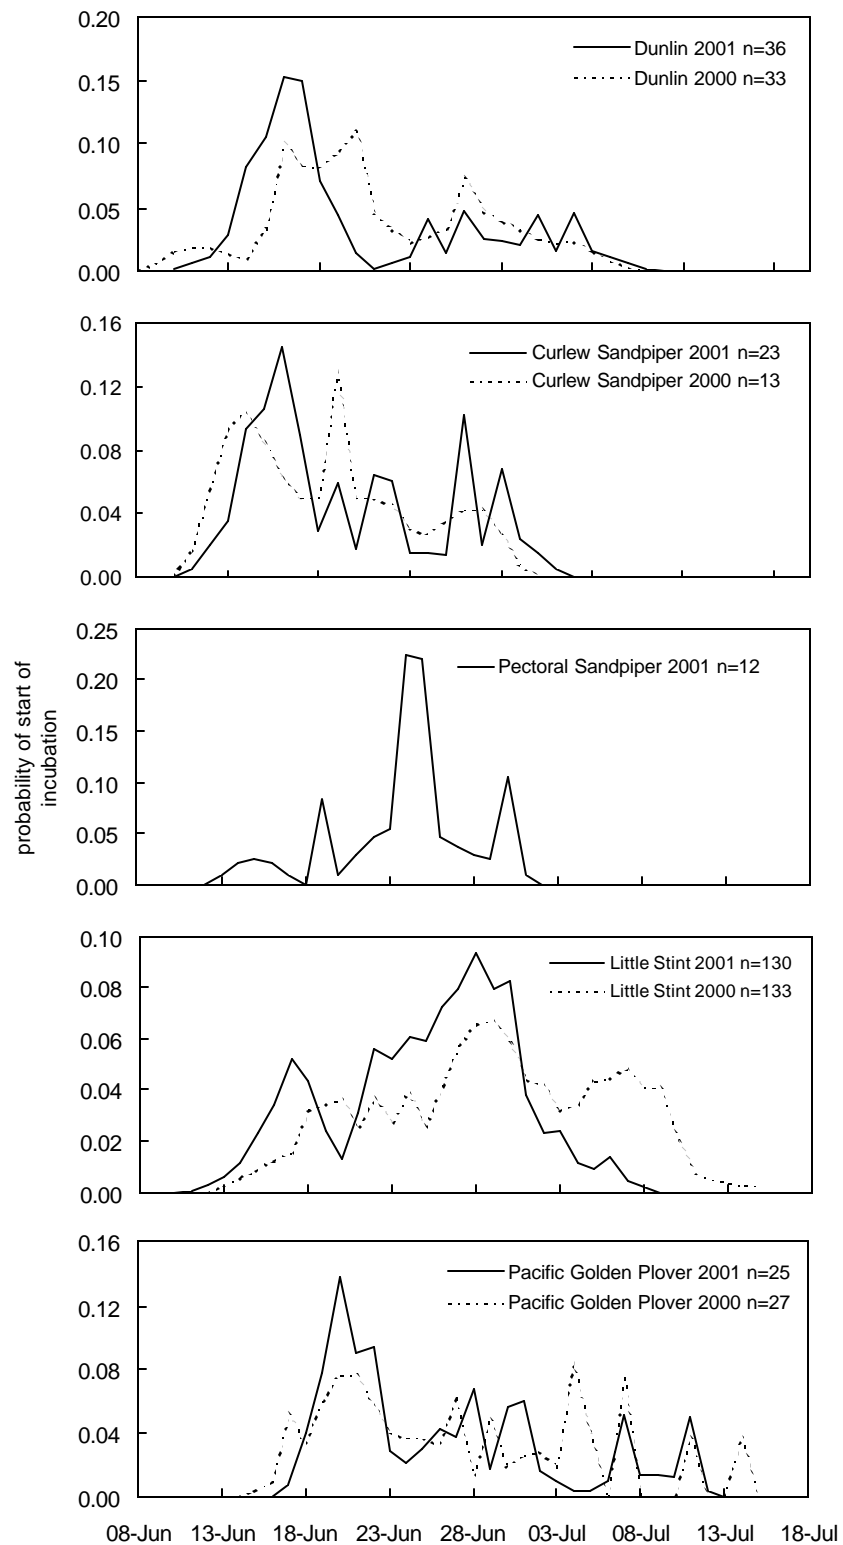 0.20
Dunlin 2001 n=36
Dunlin 2000 n=33
0.15
0.10
0.05
0.00
0.16
Curlew Sandpiper 2001 n=23
Curlew Sandpiper 2000 n=13
0.12
0.08
0.04
0.00
probability of start of
incubation
0.25
Pectoral Sandpiper 2001 n=12
0.20
0.15
0.10
0.05
0.00
0.10
Little Stint 2001 n=130
Little Stint 2000 n=133
0.08
0.06
0.04
0.02
0.00
0.16
Pacific Golden Plover 2001 n=25
Pacific Golden Plover 2000 n=27
0.12
0.08
0.04
0.00
08-Jun 13-Jun 18-Jun 23-Jun 28-Jun 03-Jul 08-Jul 13-Jul 18-Jul